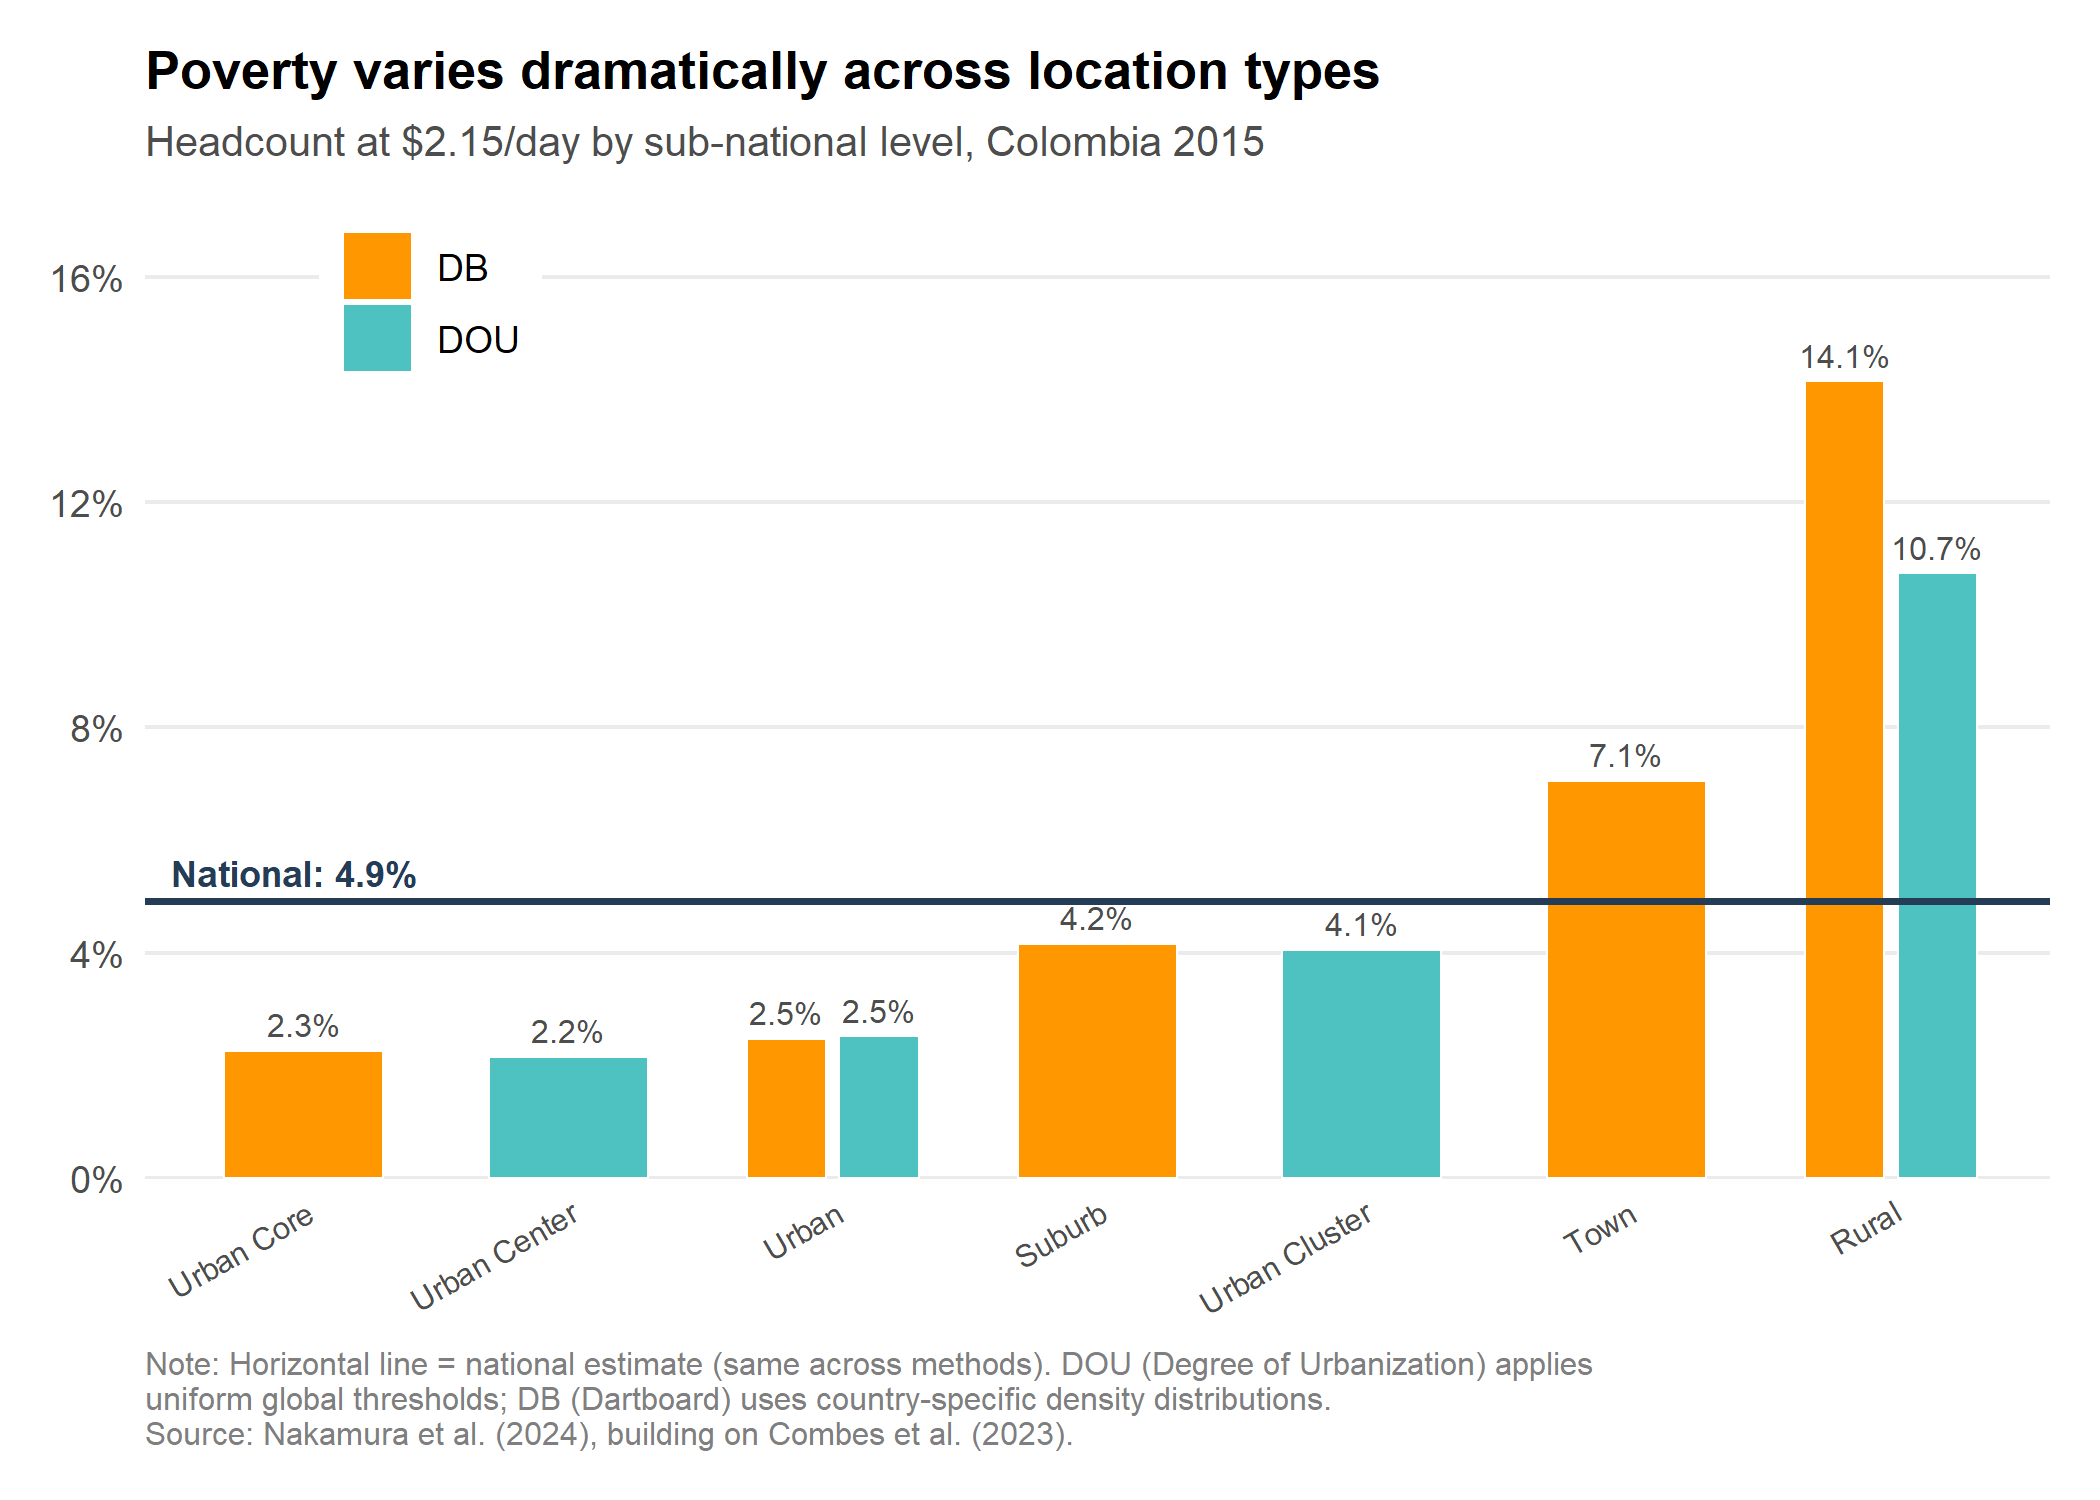 Poverty varies dramatically across location types
Headcount at $2.15/day by sub-national level, Colombia 2015
DB
DOU
16%
12%
8%
4%
0%
National: 4.9%
2.3%
2.2%
2.5%
2.5%
4.2%
4.1%
7.1%
14.1%
10.7%
Urban Core
Urban Center
Urban
Suburb
Urban Cluster
Town
Rural
Note: Horizontal line = national estimate (same across methods). DOU (Degree of Urbanization) applies
uniform global thresholds; DB (Dartboard) uses country-specific density distributions.
Source: Nakamura et al. (2024), building on Combes et al. (2023).